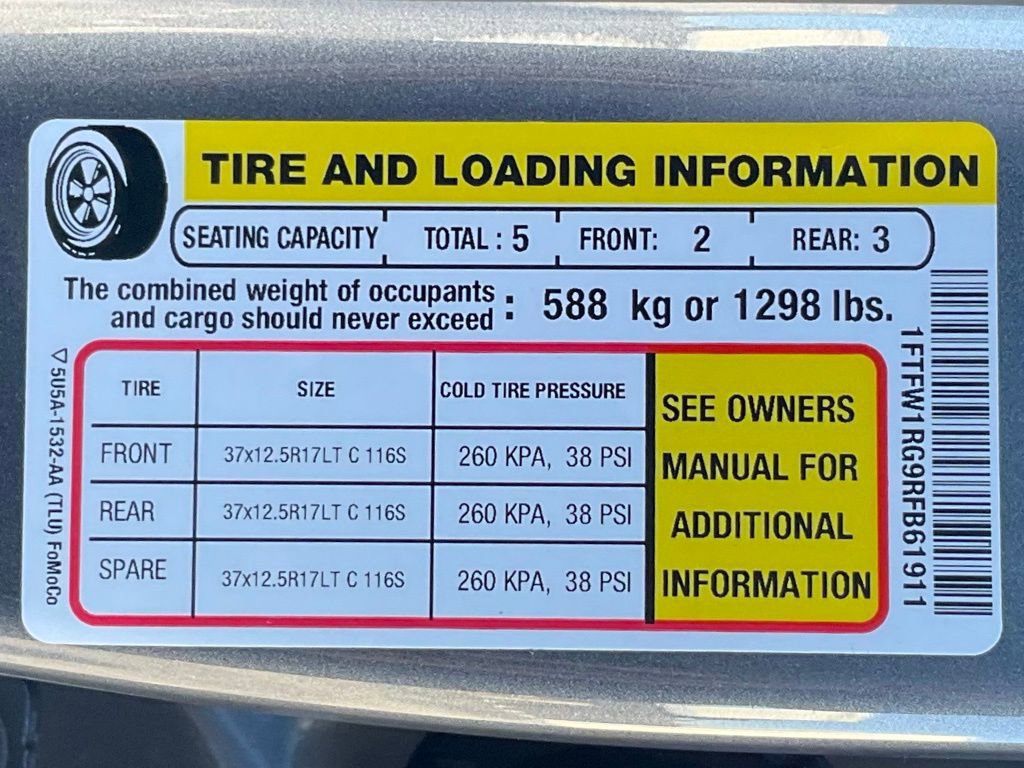 TIRE AND LOADING INFORMATION
SEATING CAPACITY TOTAL : 5 FRONT: 2 REAR: 3
The combined weight of occupants
and cargo should never exceed : 588 kg or 1298 lbs.
TIRE SIZE COLD TIRE PRESSURE
FRONT 37x12.5R17LT C 116S 260 KPA, 38 PSI
REAR 37x12.5R17LT C 116S 260 KPA, 38 PSI
SPARE 37x12.5R17LT C 116S 260 KPA, 38 PSI
SEE OWNERS
MANUAL FOR
ADDITIONAL
INFORMATION
▽ 5U5A-1532-AA (TLU) FoMoCo
1FTFW1RG9RFB61911